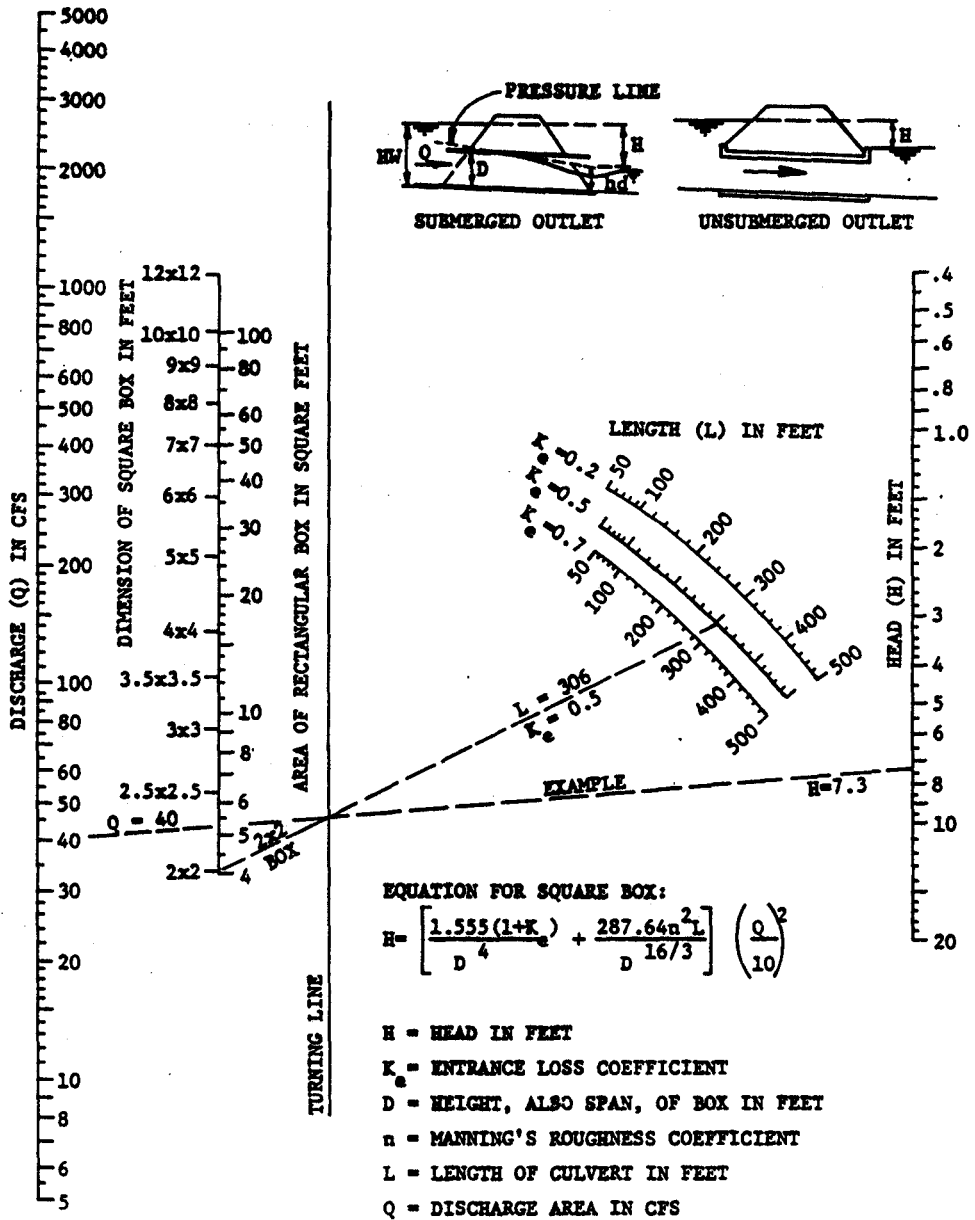 5000
4000
3000
2000
1000
800
600
500
400
300
200
100
80
60
50
40
30
20
10
8
6
5
DISCHARGE (Q) IN CFS
PRESSURE LINE
HW
Q
D
H
hd
SUBMERGED OUTLET
H
UNSUBMERGED OUTLET
DIMENSION OF SQUARE BOX IN FEET
12x12
10x10
9x9
8x8
7x7
6x6
5x5
4x4
3.5x3.5
3x3
2.5x2.5
2x2
100
80
60
50
40
30
20
10
8
6
5
4
AREA OF RECTANGULAR BOX IN SQUARE FEET
TURNING LINE
LENGTH (L) IN FEET
Ke=0.2
50
100
200
300
400
500
Ke=0.5
Ke=0.7
50
100
200
300
400
500
HEAD (H) IN FEET
.4
.5
.6
.8
1.0
2
3
4
5
6
8
10
20
L = 306
Ke = 0.5
EXAMPLE
H=7.3
Q = 40
2x2
BOX
EQUATION FOR SQUARE BOX:
H= [1.555(1+Ke)/D^4 + 287.64n^2L/D^16/3] (Q/10)^2
H = HEAD IN FEET
Ke= ENTRANCE LOSS COEFFICIENT
D = HEIGHT, ALSO SPAN, OF BOX IN FEET
n = MANNING'S ROUGHNESS COEFFICIENT
L = LENGTH OF CULVERT IN FEET
Q = DISCHARGE AREA IN CFS